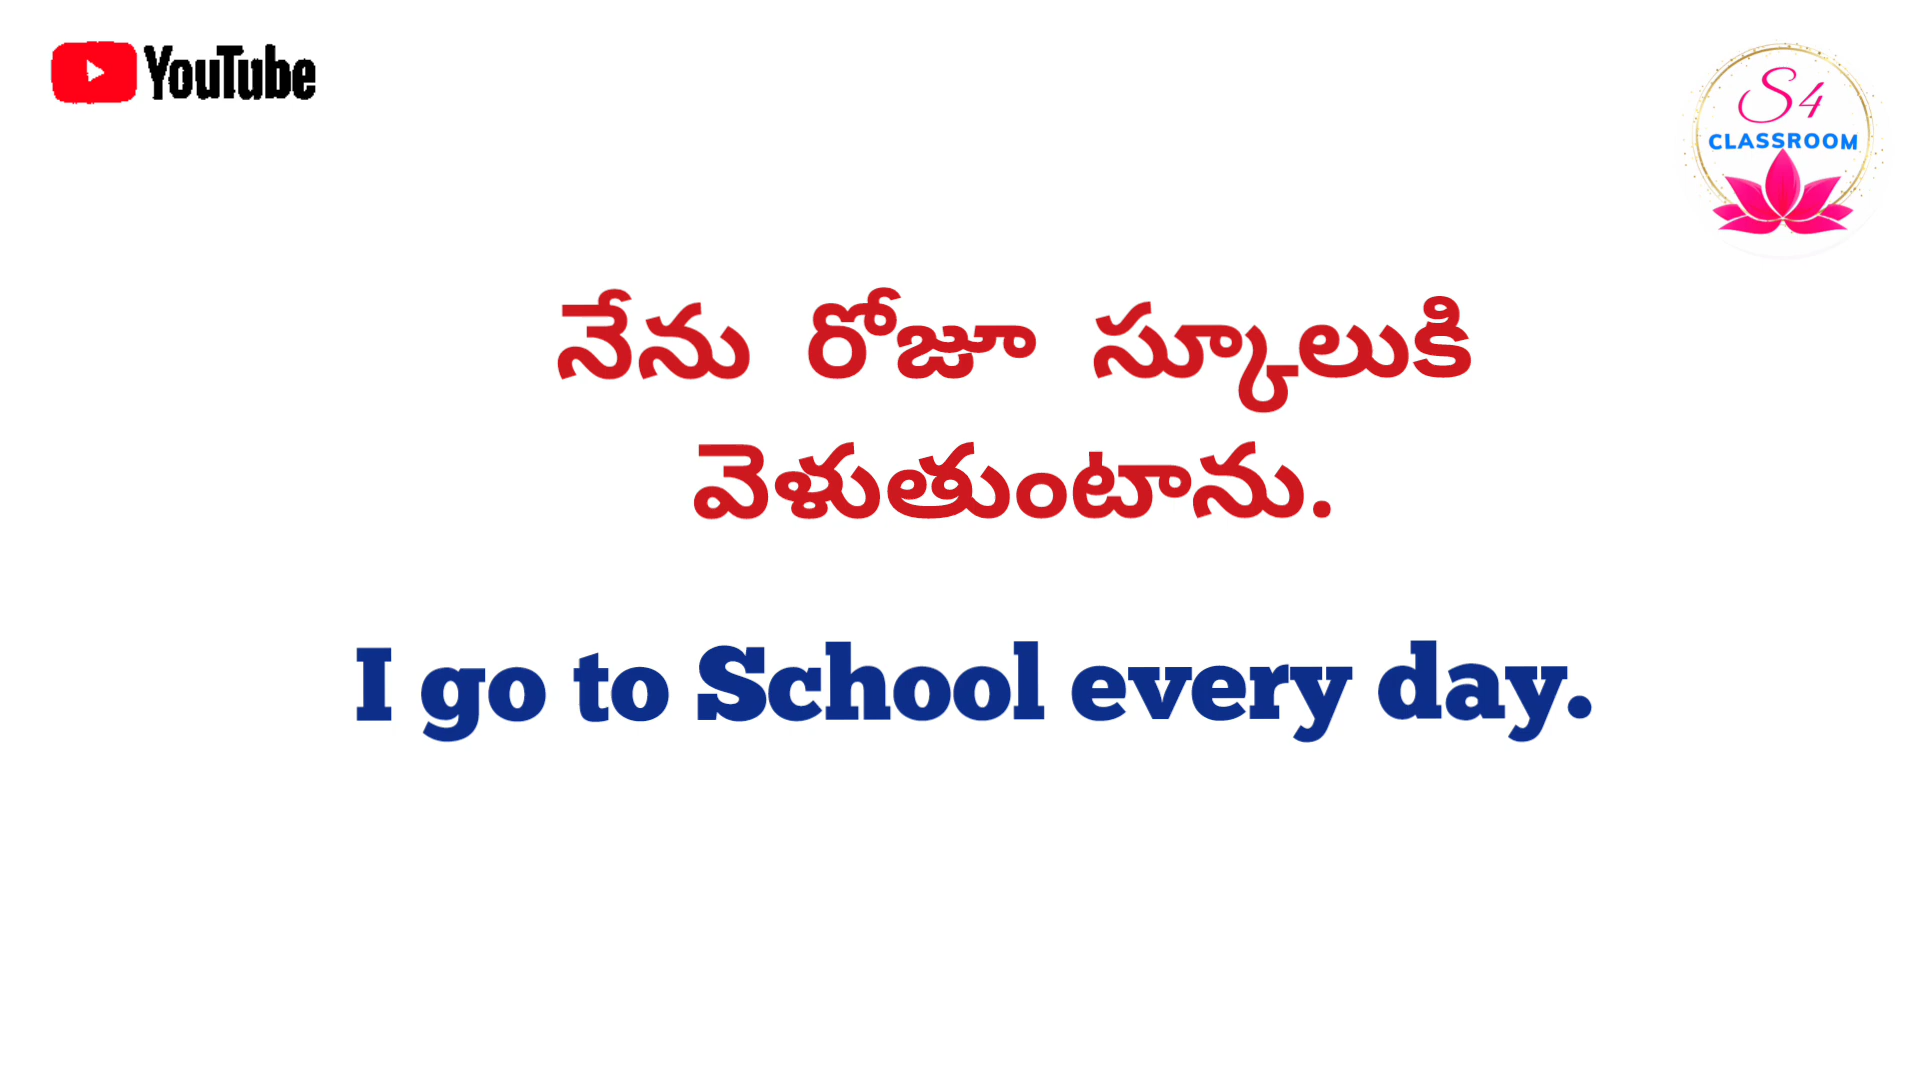 YouTube
S4
CLASSROOM
నేను రోజూ స్కూలుకి
వెళుతుంటాను.
I go to School every day.